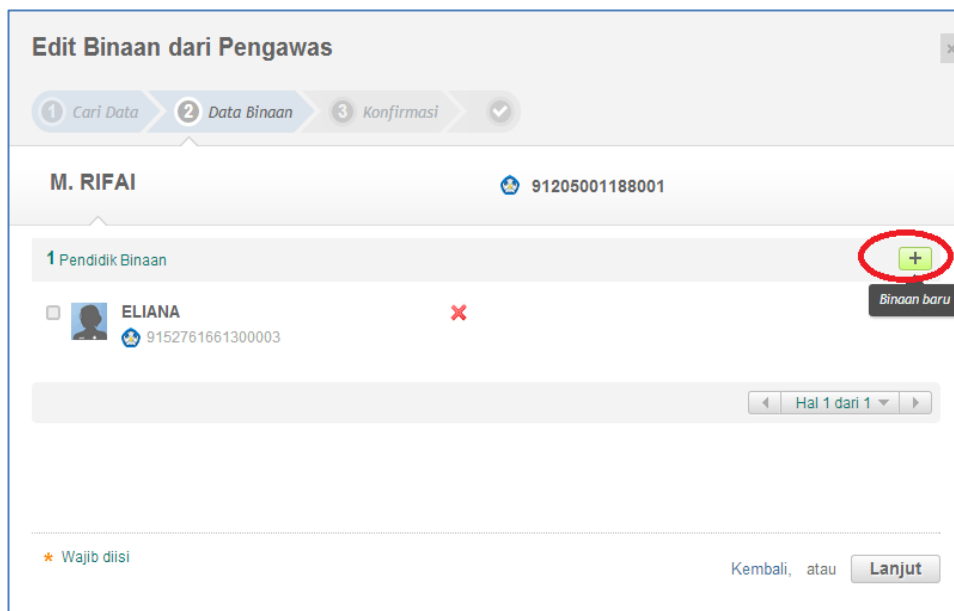 Edit Binaan dari Pengawas
×
1 Cari Data 2 Data Binaan 3 Konfirmasi
M. RIFAI 91205001188001
1 Pendidik Binaan +
Binaan baru
ELIANA
9152761661300003
Hal 1 dari 1
* Wajib diisi
Kembali, atau Lanjut